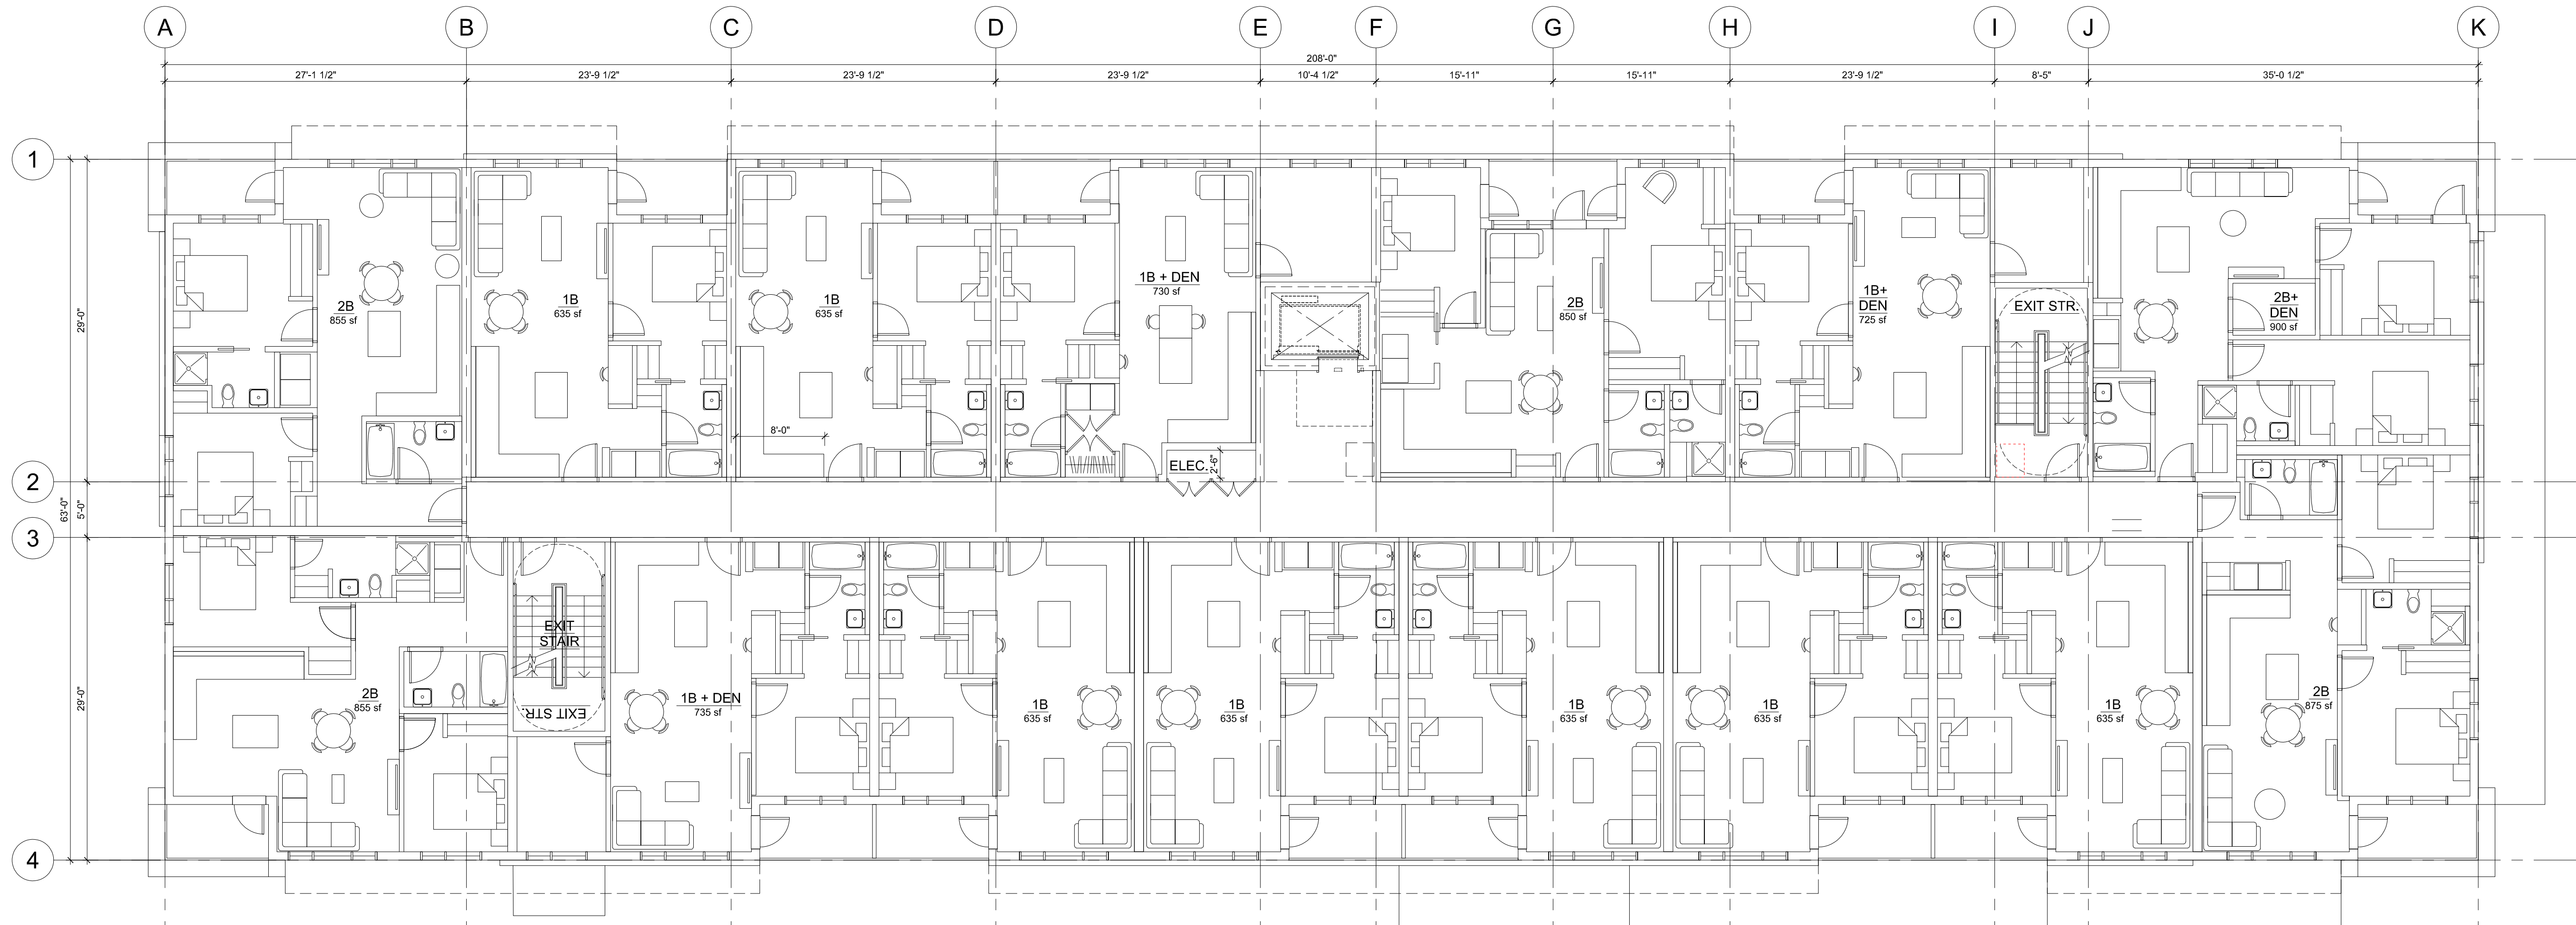 A B C D E F G H I J K
208'-0"
27'-1 1/2" 23'-9 1/2" 23'-9 1/2" 23'-9 1/2" 10'-4 1/2" 15'-11" 15'-11" 23'-9 1/2" 8'-5" 35'-0 1/2"
1
2B
855 sf
1B
635 sf
1B
635 sf
1B + DEN
730 sf
2B
850 sf
1B+
DEN
725 sf
EXIT STR.
2B+
DEN
900 sf
29'-0"
8'-0"
ELEC.
2'-6"
2
63'-0"
5'-0"
3
EXIT
STAIR
EXIT STR.
29'-0"
2B
855 sf
1B + DEN
735 sf
1B
635 sf
1B
635 sf
1B
635 sf
1B
635 sf
1B
635 sf
2B
875 sf
4